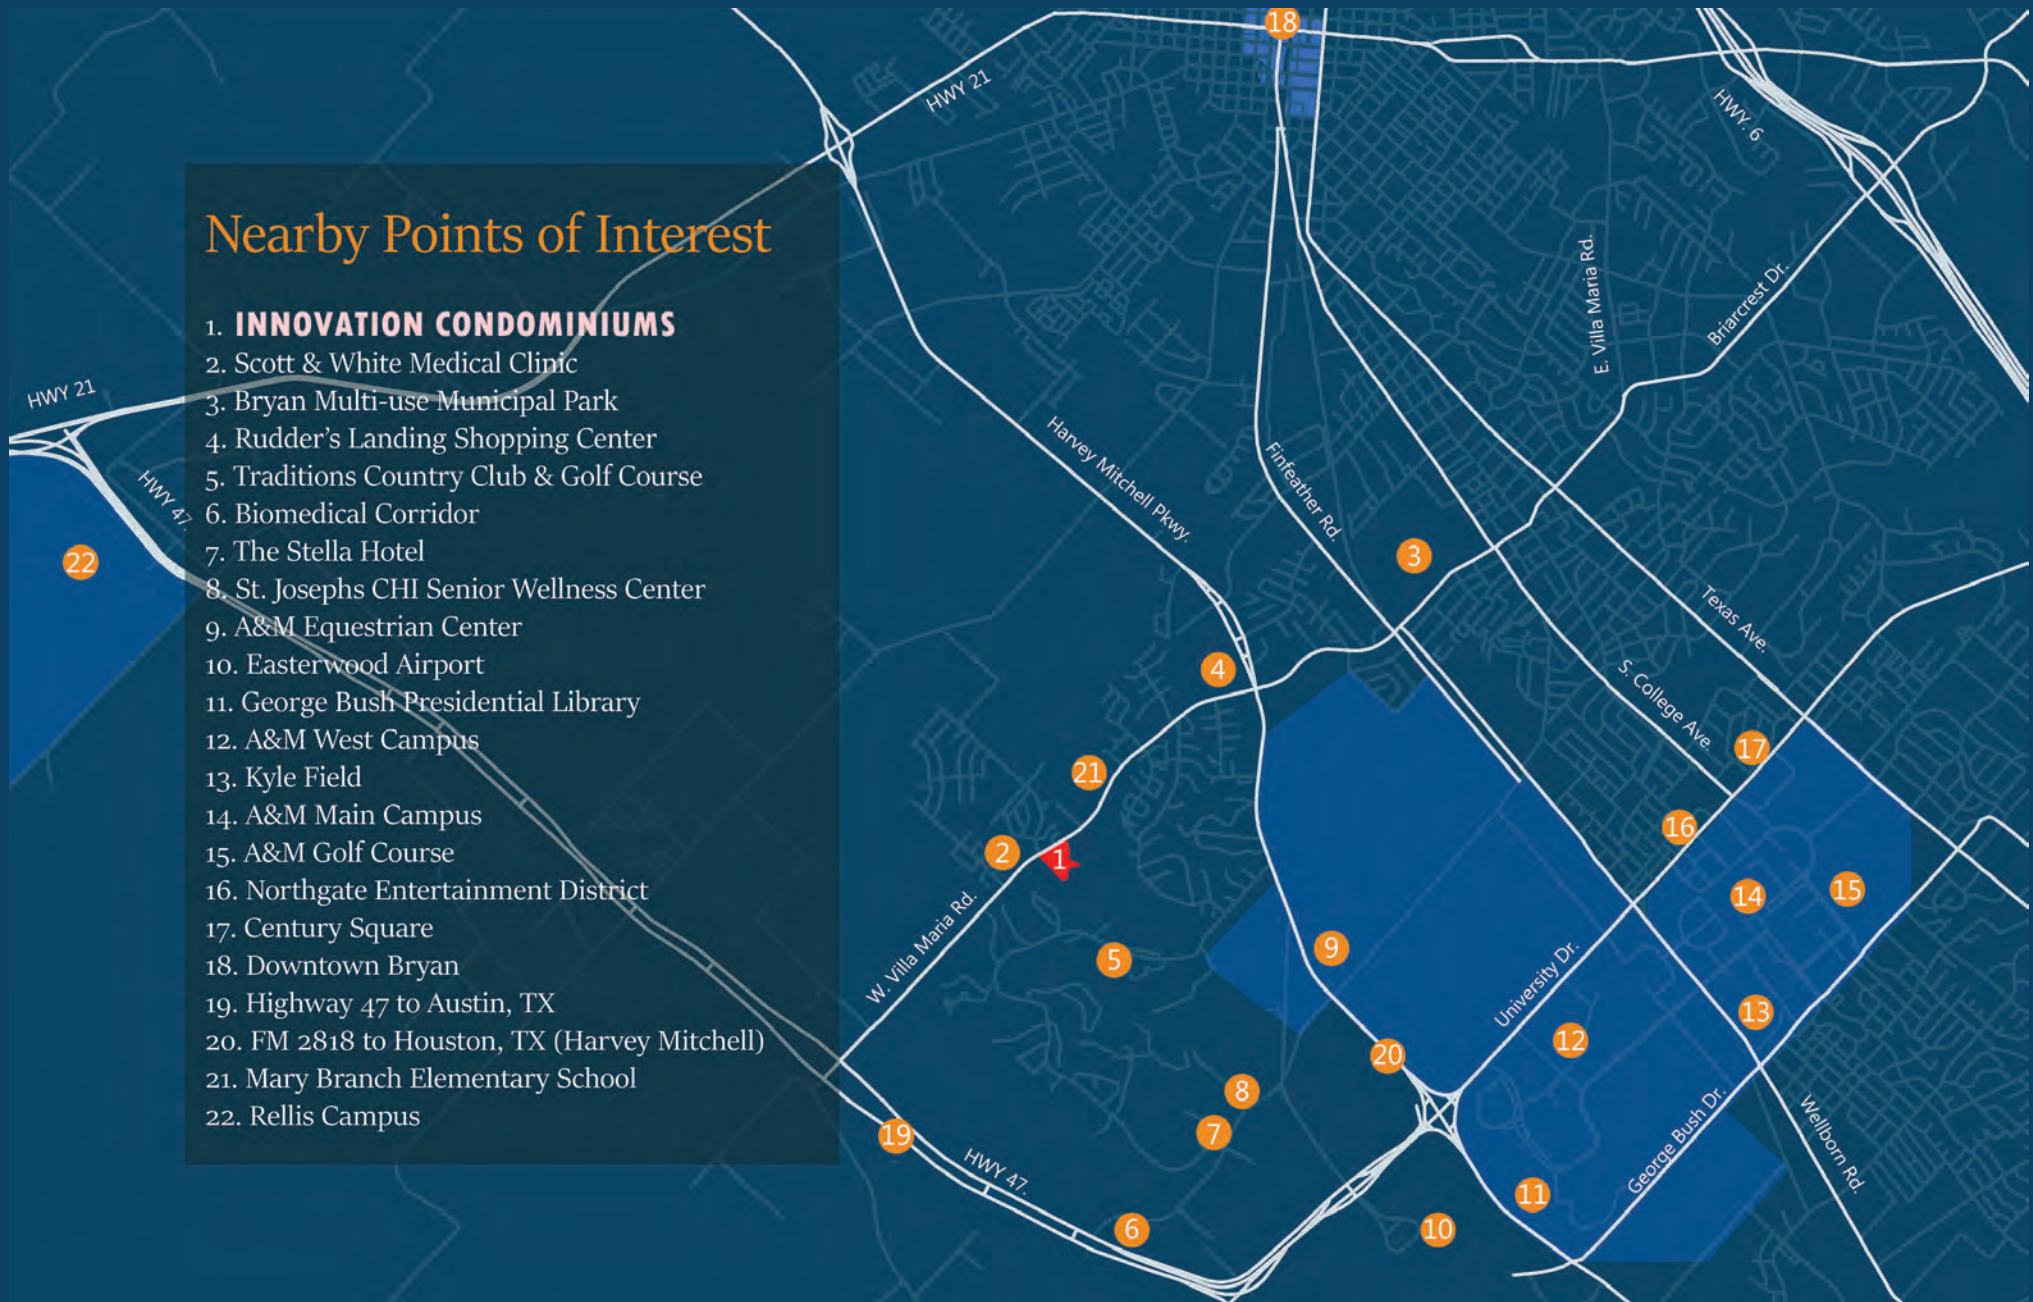 Nearby Points of Interest
1. INNOVATION CONDOMINIUMS
2. Scott & White Medical Clinic
3. Bryan Multi-use Municipal Park
4. Rudder's Landing Shopping Center
5. Traditions Country Club & Golf Course
6. Biomedical Corridor
7. The Stella Hotel
8. St. Josephs CHI Senior Wellness Center
9. A&M Equestrian Center
10. Easterwood Airport
11. George Bush Presidential Library
12. A&M West Campus
13. Kyle Field
14. A&M Main Campus
15. A&M Golf Course
16. Northgate Entertainment District
17. Century Square
18. Downtown Bryan
19. Highway 47 to Austin, TX
20. FM 2818 to Houston, TX (Harvey Mitchell)
21. Mary Branch Elementary School
22. Rellis Campus
18
HWY 21
HWY. 6
E. Villa Maria Rd.
Briarcrest Dr.
HWY 21
Harvey Mitchell Pkwy.
Finfeather Rd.
HWY 47.
3
22
Texas Ave.
4
S. College Ave.
17
21
16
2
1
15
14
W. Villa Maria Rd.
9
5
University Dr.
13
12
20
8
George Bush Dr.
Wellborn Rd.
7
19
HWY 47.
11
6
10